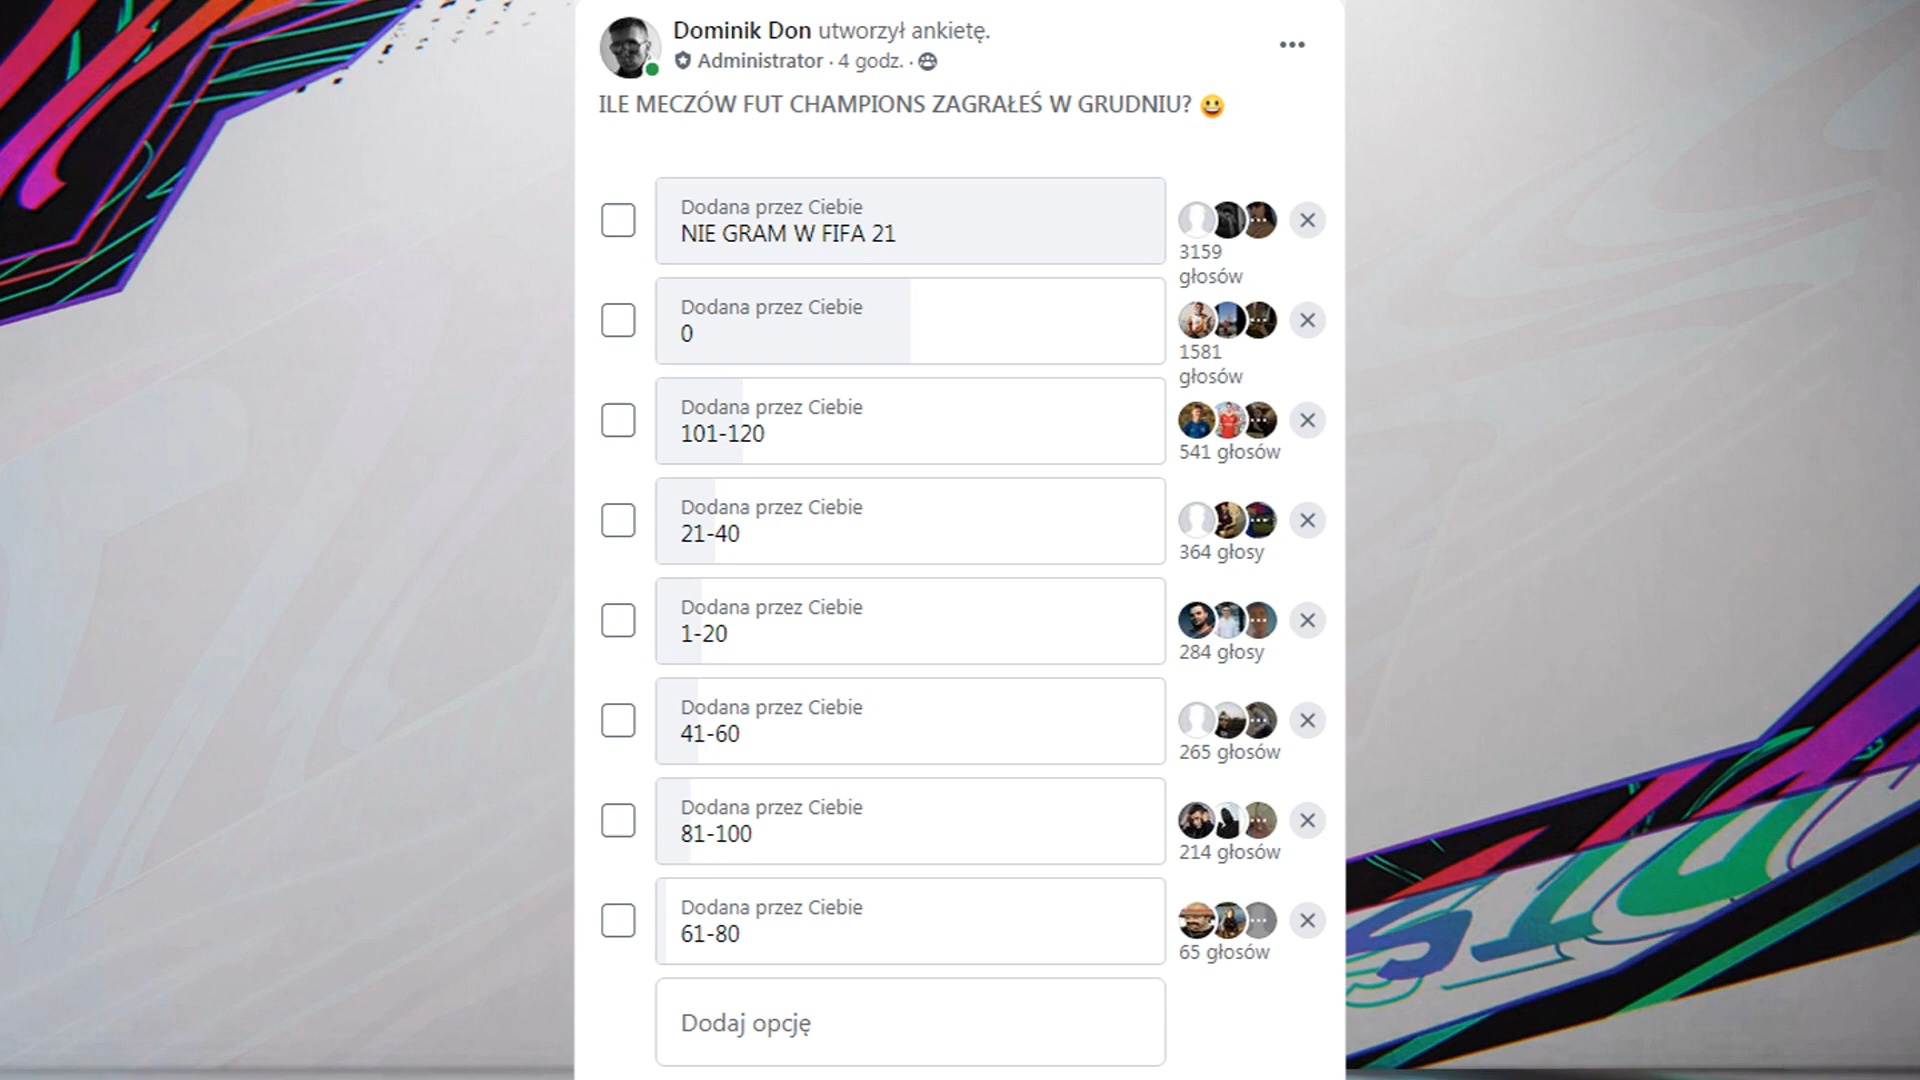 Dominik Don utworzył ankietę.
Administrator · 4 godz. ·
ILE MECZÓW FUT CHAMPIONS ZAGRAŁEŚ W GRUDNIU? 😀
Dodana przez Ciebie
NIE GRAM W FIFA 21
3159
głosów
Dodana przez Ciebie
0
1581
głosów
Dodana przez Ciebie
101-120
541 głosów
Dodana przez Ciebie
21-40
364 głosy
Dodana przez Ciebie
1-20
284 głosy
Dodana przez Ciebie
41-60
265 głosów
Dodana przez Ciebie
81-100
214 głosów
Dodana przez Ciebie
61-80
65 głosów
Dodaj opcję